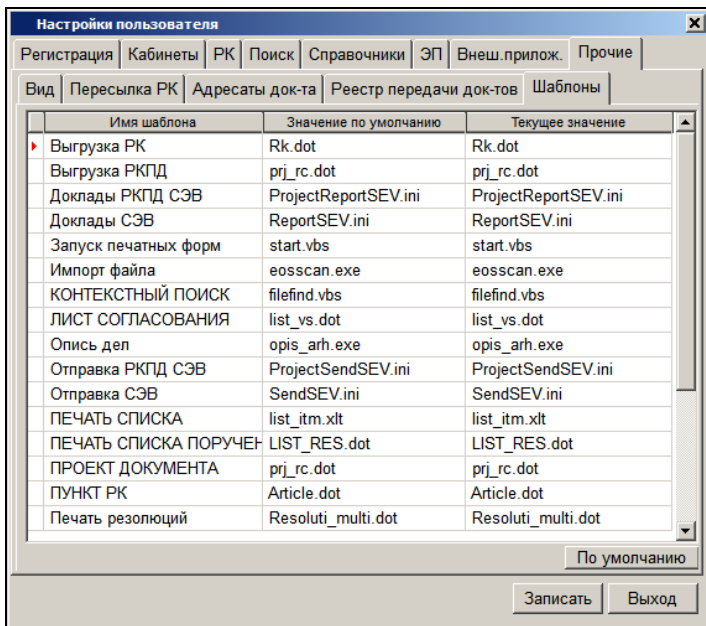 Настройки пользователя
Регистрация Кабинеты РК Поиск Справочники ЭП Внеш.прилож. Прочие
Вид Пересылка РК Адресаты док-та Реестр передачи док-тов Шаблоны
Имя шаблона Значение по умолчанию Текущее значение
Выгрузка РК Rk.dot Rk.dot
Выгрузка РКПД prj_rc.dot prj_rc.dot
Доклады РКПД СЭВ ProjectReportSEV.ini ProjectReportSEV.ini
Доклады СЭВ ReportSEV.ini ReportSEV.ini
Запуск печатных форм start.vbs start.vbs
Импорт файла eosscan.exe eosscan.exe
КОНТЕКСТНЫЙ ПОИСК filefind.vbs filefind.vbs
ЛИСТ СОГЛАСОВАНИЯ list_vs.dot list_vs.dot
Опись дел opis_arh.exe opis_arh.exe
Отправка РКПД СЭВ ProjectSendSEV.ini ProjectSendSEV.ini
Отправка СЭВ SendSEV.ini SendSEV.ini
ПЕЧАТЬ СПИСКА list_itm.xlt list_itm.xlt
ПЕЧАТЬ СПИСКА ПОРУЧЕН LIST_RES.dot LIST_RES.dot
ПРОЕКТ ДОКУМЕНТА prj_rc.dot prj_rc.dot
ПУНКТ РК Article.dot Article.dot
Печать резолюций Resoluti_multi.dot Resoluti_multi.dot
По умолчанию
Записать Выход